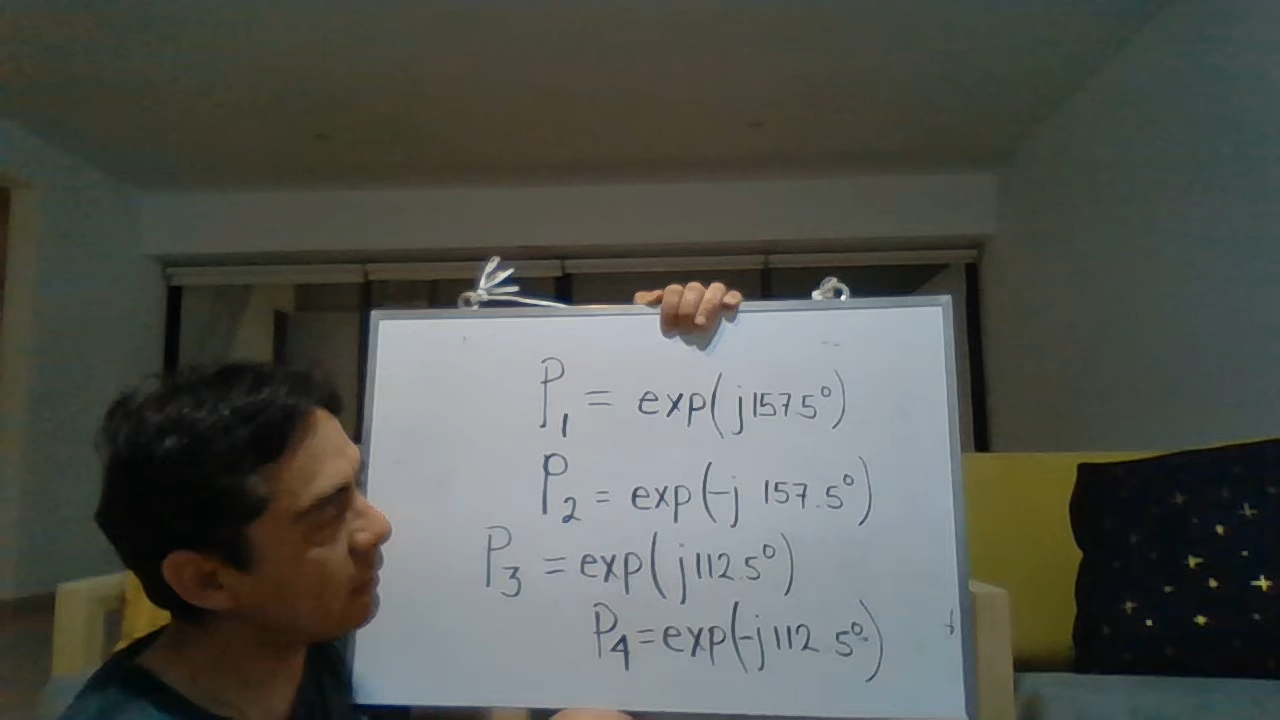 P₁ = exp(j157.5°)
P₂ = exp(-j 157.5°)
P₃ = exp(j112.5°)
P₄ = exp(-j112.5°)